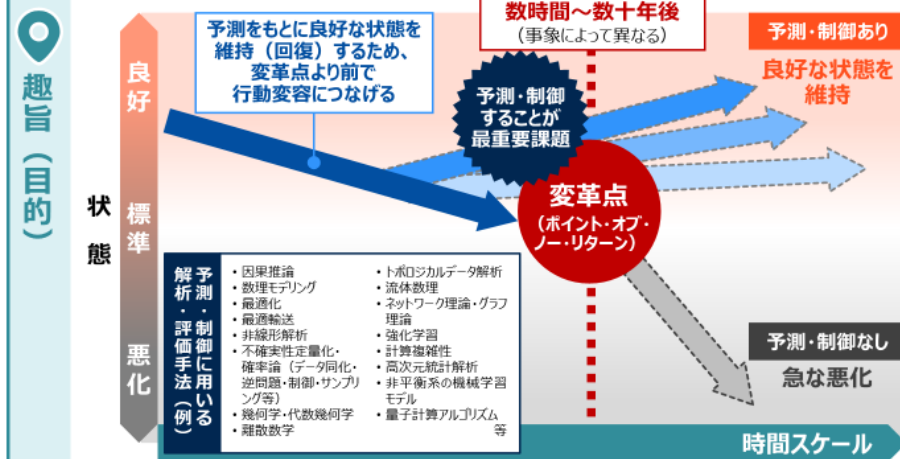 趣旨（目的）
状態
良好
標準
悪化
予測をもとに良好な状態を
維持（回復）するため、
変革点より前で
行動変容につなげる
数時間～数十年後
（事象によって異なる）
予測・制御
することが
最重要課題
変革点
（ポイント・オブ・
ノー・リターン）
予測・制御あり
良好な状態を
維持
予測・制御なし
急な悪化
予測・制御に用いる
解析・評価手法（例）
・因果推論
・数理モデリング
・最適化
・最適輸送
・非線形解析
・不確実性定量化・
確率論（データ同化・
逆問題・制御・サンプリ
ング等）
・幾何学・代数幾何学
・離散数学
・トポロジカルデータ解析
・流体数理
・ネットワーク理論・グラフ
理論
・強化学習
・計算複雑性
・高次元統計解析
・非平衡系の機械学習
モデル
・量子計算アルゴリズム
等
時間スケール